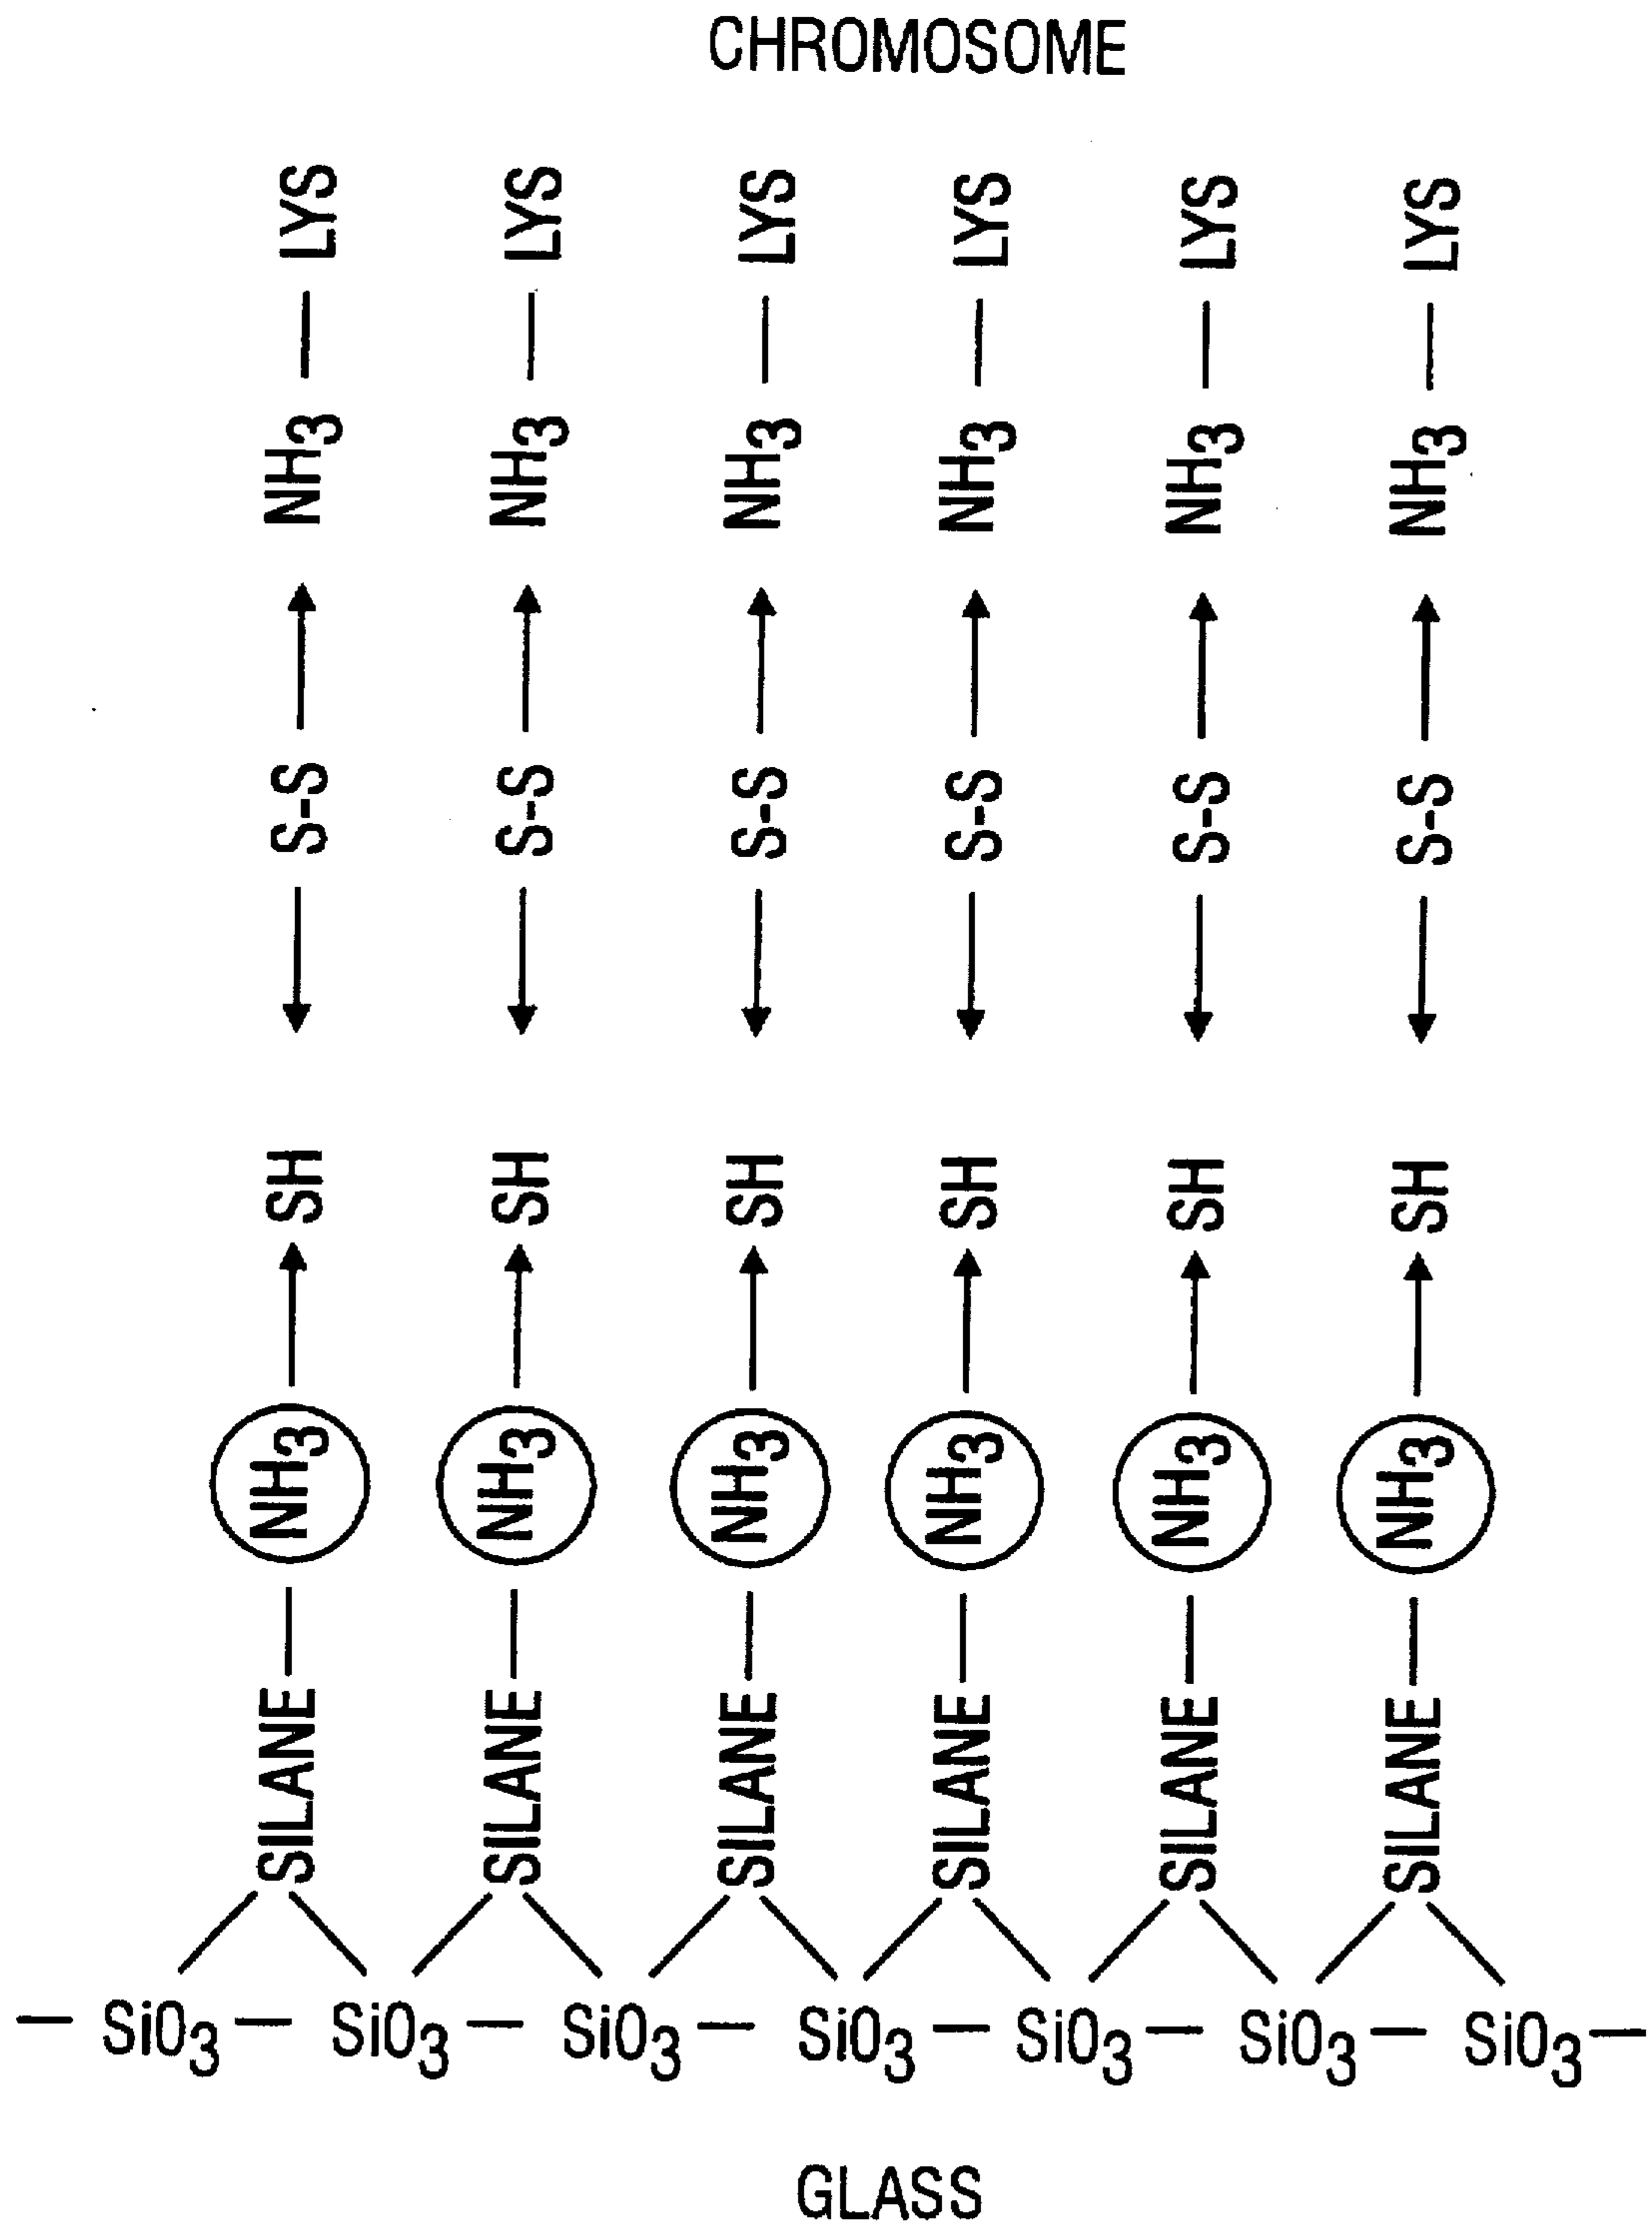 CHROMOSOME
LYS LYS LYS LYS LYS LYS
NH3 NH3 NH3 NH3 NH3 NH3
S-S S-S S-S S-S S-S S-S
SH SH SH SH SH SH
NH3 NH3 NH3 NH3 NH3 NH3
SILANE SILANE SILANE SILANE SILANE SILANE
— SiO3 — SiO3 — SiO3 — SiO3 — SiO3 — SiO3 — SiO3 —
GLASS